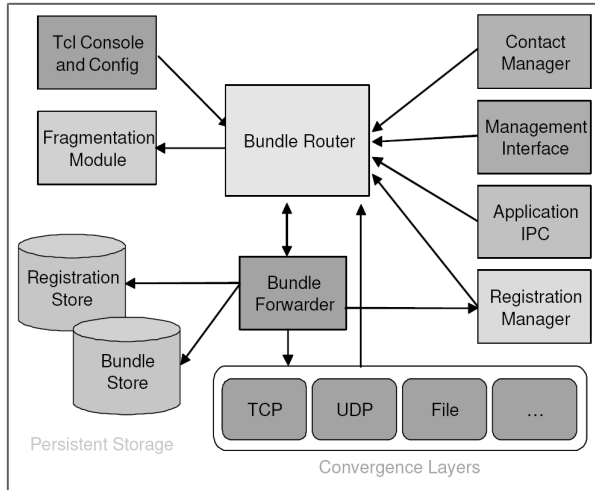 Tcl Console
and Config
Contact
Manager
Fragmentation
Module
Bundle Router
Management
Interface
Application
IPC
Registration
Store
Bundle
Forwarder
Registration
Manager
Bundle
Store
TCP
UDP
File
...
Persistent Storage
Convergence Layers